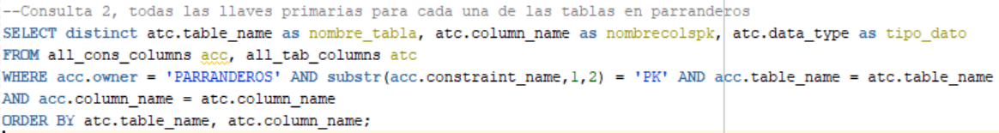 --Consulta 2, todas las llaves primarias para cada una de las tablas en parranderos
SELECT distinct atc.table_name as nombre_tabla, atc.column_name as nombrecolspk, atc.data_type as tipo_dato
FROM all_cons_columns acc, all_tab_columns atc
WHERE acc.owner = 'PARRANDEROS' AND substr(acc.constraint_name,1,2) = 'PK' AND acc.table_name = atc.table_name
AND acc.column_name = atc.column_name
ORDER BY atc.table_name, atc.column_name;